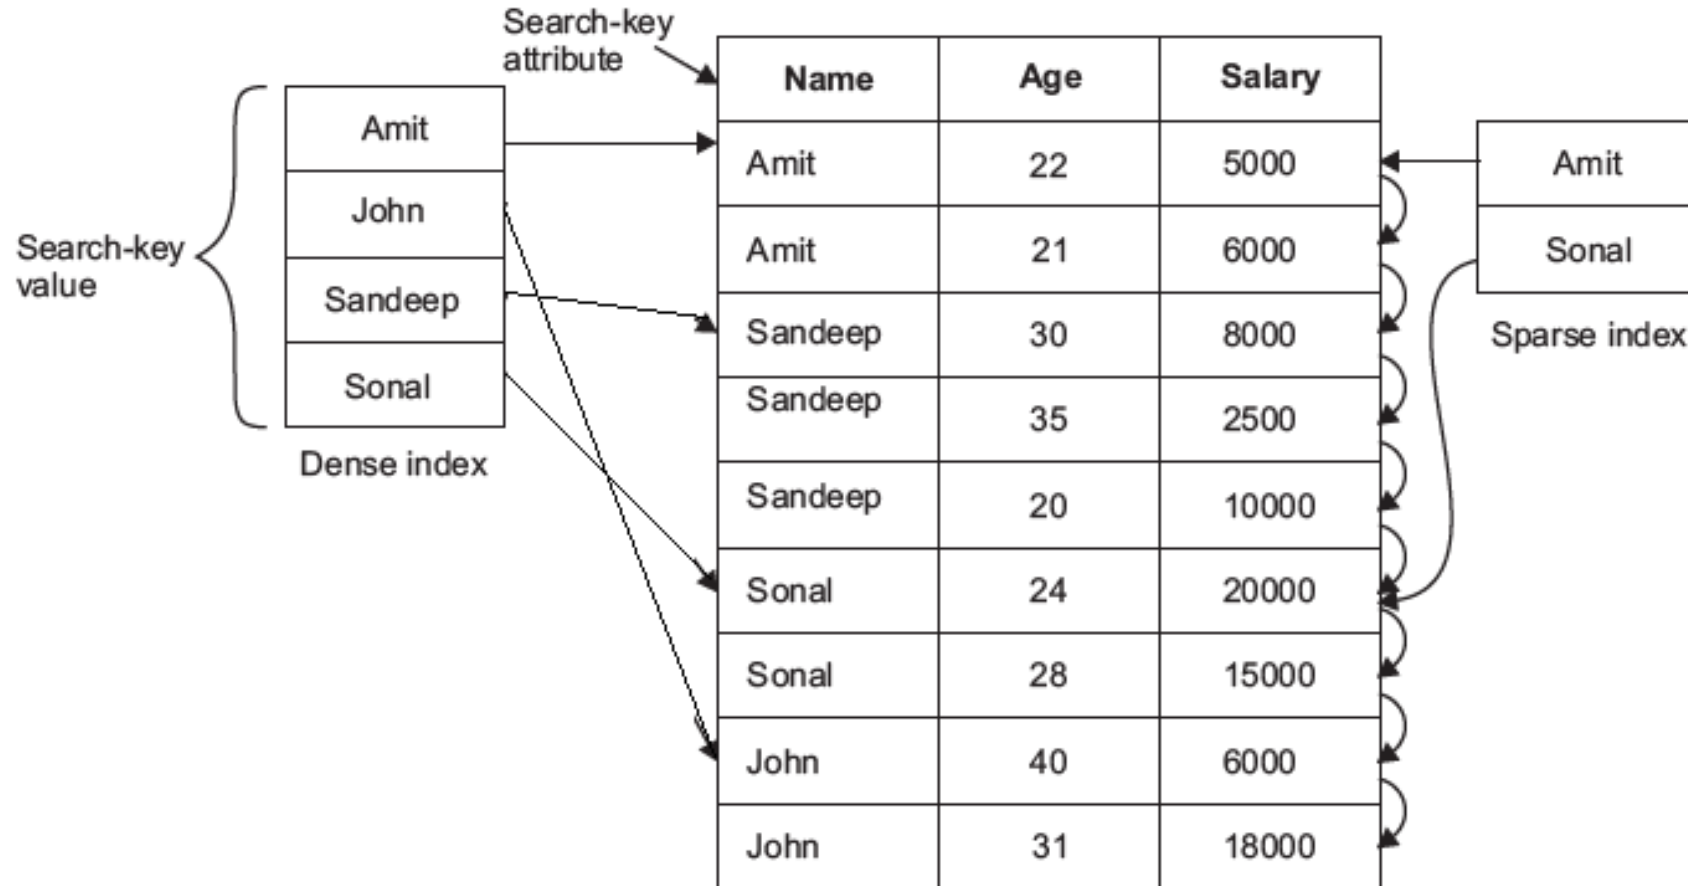 Search-key
attribute
Search-key
value
Amit
John
Sandeep
Sonal
Dense index
Name Age Salary
Amit 22 5000
Amit 21 6000
Sandeep 30 8000
Sandeep 35 2500
Sandeep 20 10000
Sonal 24 20000
Sonal 28 15000
John 40 6000
John 31 18000
Amit
Sonal
Sparse index